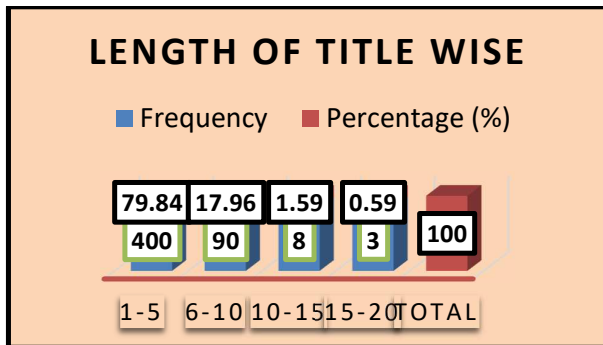 LENGTH OF TITLE WISE
Frequency Percentage (%)
79.84 17.96 1.59 0.59
400 90 8 3 100
1-5 6-10 10-15 15-20 TOTAL